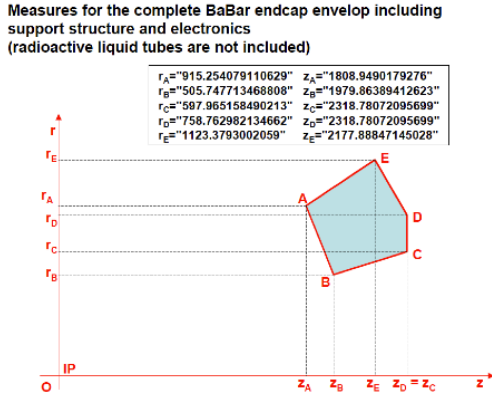 Measures for the complete BaBar endcap envelop including
support structure and electronics
(radioactive liquid tubes are not included)
rA="915.254079110629" zA="1808.9490179276"
rB="505.747713468808" zB="1979.86389412623"
rC="597.965158490213" zC="2318.78072095699"
rD="758.762982134662" zD="2318.78072095699"
rE="1123.3793002059" zE="2177.88847145028"
r
rE
E
rA
A
rD
D
rC
C
rB
B
IP
O
zA zB zE zD = zC z